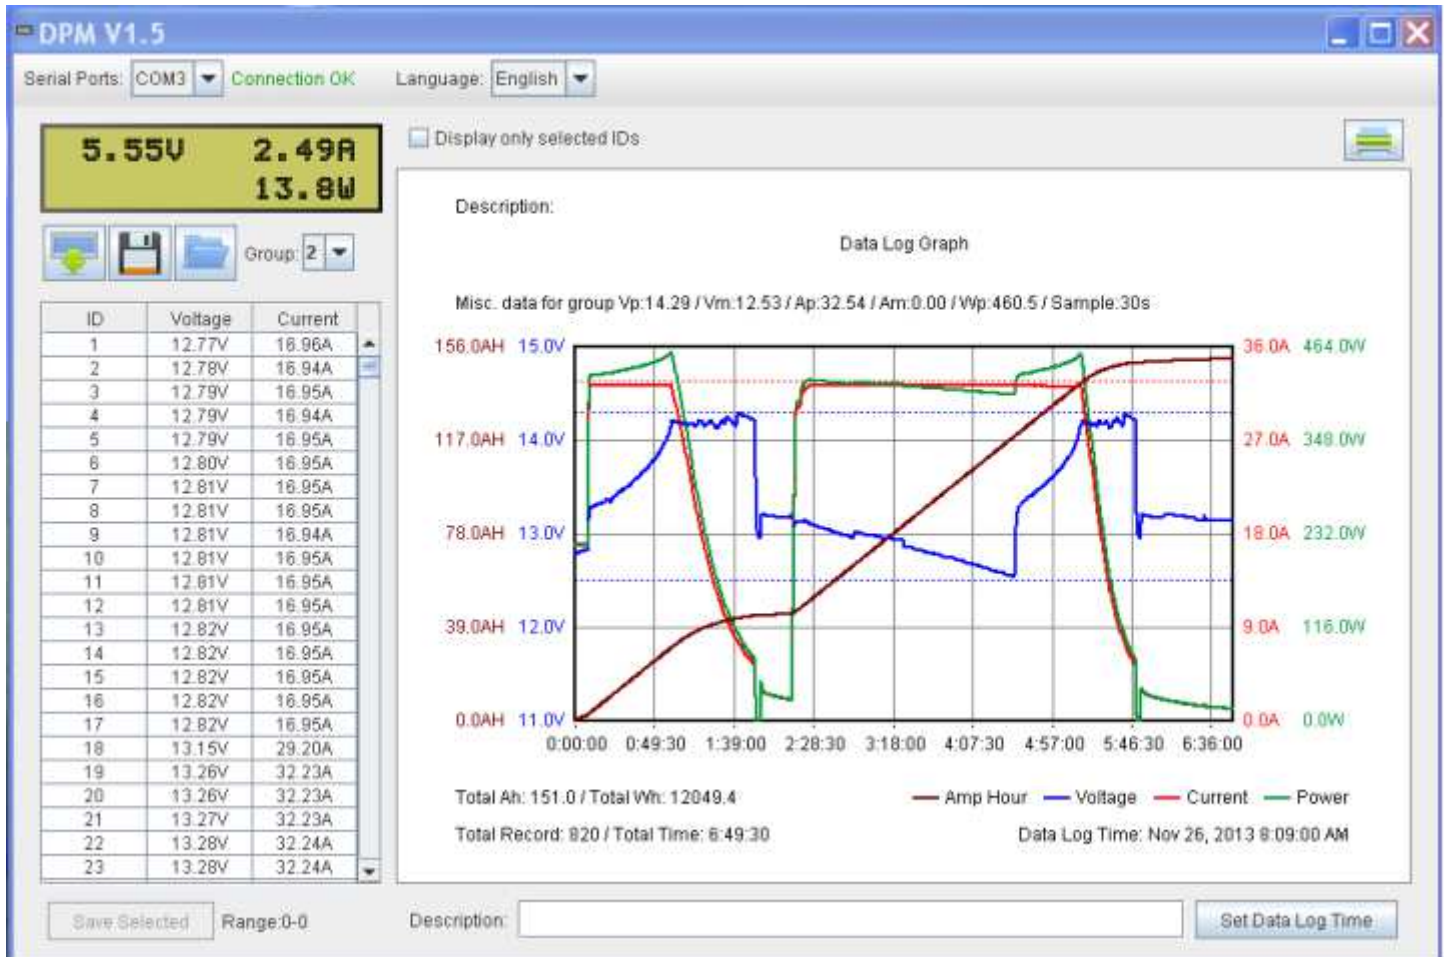 DPM V1.5
Serial Ports: COM3 Connection OK Language: English
5.55V 2.49A
13.8W
Display only selected IDs
Group: 2
Description:
Data Log Graph
Misc. data for group Vp:14.29 / Vm:12.53 / Ap:32.54 / Am:0.00 / Wp:460.5 / Sample:30s
ID Voltage Current
1 12.77V 16.96A
2 12.78V 16.94A
3 12.79V 16.95A
4 12.79V 16.94A
5 12.79V 16.95A
6 12.80V 16.95A
7 12.81V 16.95A
8 12.81V 16.95A
9 12.81V 16.94A
10 12.81V 16.95A
11 12.81V 16.95A
12 12.81V 16.95A
13 12.82V 16.95A
14 12.82V 16.95A
15 12.82V 16.95A
16 12.82V 16.95A
17 12.82V 16.95A
18 13.15V 29.20A
19 13.26V 32.23A
20 13.26V 32.23A
21 13.27V 32.23A
22 13.28V 32.24A
23 13.28V 32.24A
156.0AH 15.0V 36.0A 464.0W
117.0AH 14.0V 27.0A 348.0W
78.0AH 13.0V 18.0A 232.0W
39.0AH 12.0V 9.0A 116.0W
0.0AH 11.0V 0.0A 0.0W
0:00:00 0:49:30 1:39:00 2:28:30 3:18:00 4:07:30 4:57:00 5:46:30 6:36:00
Total Ah: 151.0 / Total Wh: 12049.4
Amp Hour Voltage Current Power
Total Record: 820 / Total Time: 6:49:30
Data Log Time: Nov 26, 2013 8:09:00 AM
Save Selected Range:0-0 Description: Set Data Log Time